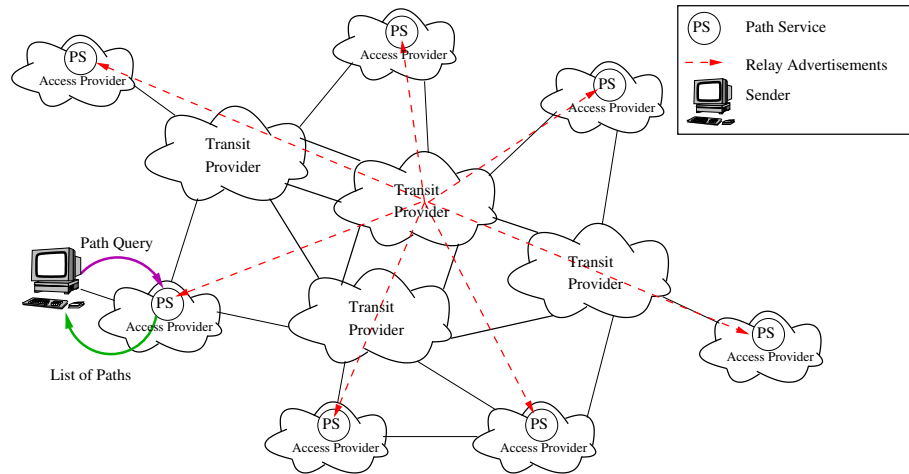 PS
Access Provider
PS
Access Provider
PS
Access Provider
PS
Path Service
Relay Advertisements
Sender
Transit
Provider
Transit
Provider
Transit
Provider
Path Query
PS
Access Provider
List of Paths
Transit
Provider
PS
Access Provider
PS
Access Provider
PS
Access Provider